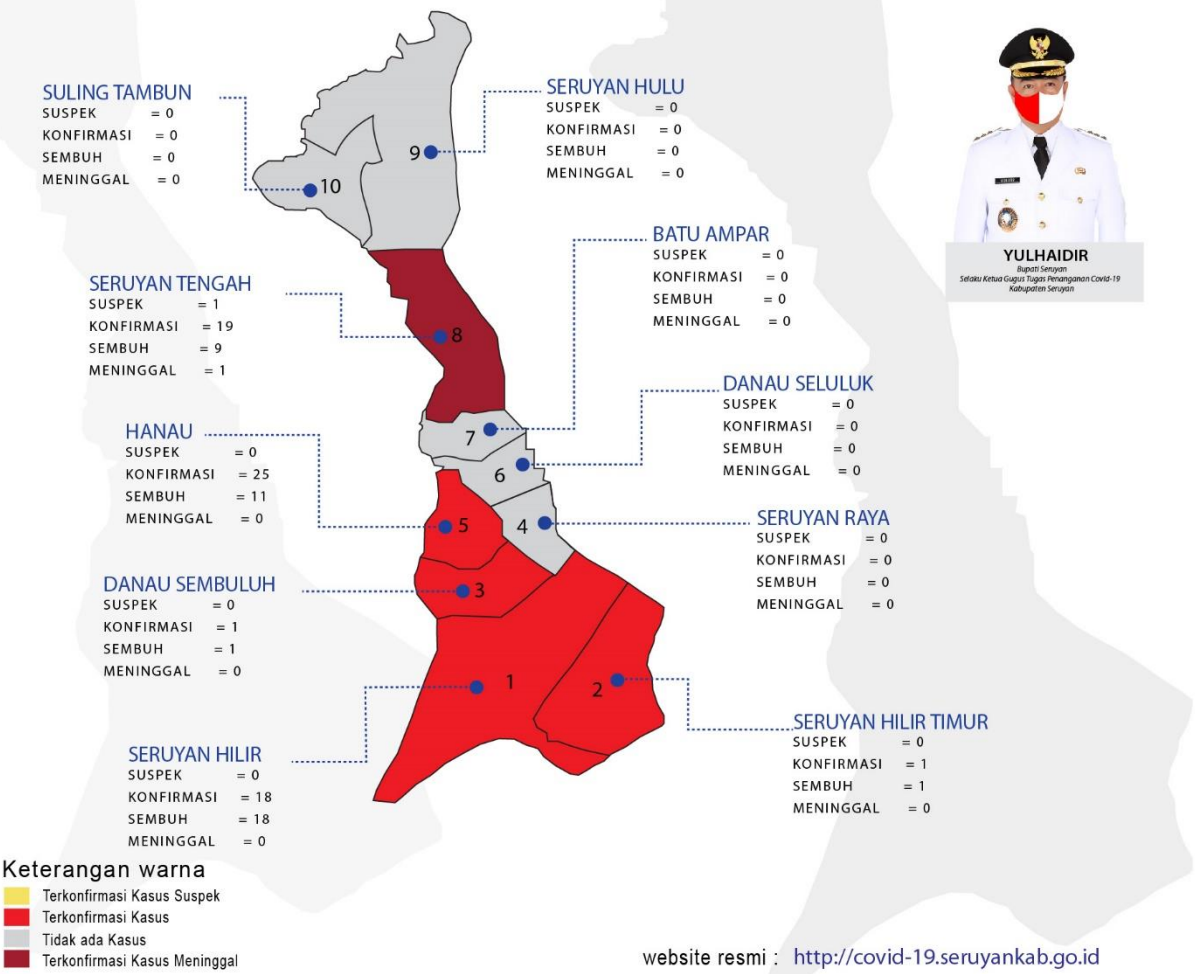 SULING TAMBUN
SUSPEK = 0
KONFIRMASI = 0
SEMBUH = 0
MENINGGAL = 0
SERUYAN HULU
SUSPEK = 0
KONFIRMASI = 0
SEMBUH = 0
MENINGGAL = 0
YULHAIDIR
Bupati Seruyan
Selaku Ketua Gugus Tugas Penanganan Covid-19
Kabupaten Seruyan
9
10
BATU AMPAR
SUSPEK = 0
KONFIRMASI = 0
SEMBUH = 0
MENINGGAL = 0
SERUYAN TENGAH
SUSPEK = 1
KONFIRMASI = 19
SEMBUH = 9
MENINGGAL = 1
8
DANAU SELULUK
SUSPEK = 0
KONFIRMASI = 0
SEMBUH = 0
MENINGGAL = 0
HANAU
SUSPEK = 0
KONFIRMASI = 25
SEMBUH = 11
MENINGGAL = 0
7
6
5
4
SERUYAN RAYA
SUSPEK = 0
KONFIRMASI = 0
SEMBUH = 0
MENINGGAL = 0
DANAU SEMBULUH
SUSPEK = 0
KONFIRMASI = 1
SEMBUH = 1
MENINGGAL = 0
3
1
2
SERUYAN HILIR
SUSPEK = 0
KONFIRMASI = 18
SEMBUH = 18
MENINGGAL = 0
SERUYAN HILIR TIMUR
SUSPEK = 0
KONFIRMASI = 1
SEMBUH = 1
MENINGGAL = 0
Keterangan warna
Terkonfirmasi Kasus Suspek
Terkonfirmasi Kasus
Tidak ada Kasus
Terkonfirmasi Kasus Meninggal
website resmi : http://covid-19.seruyankab.go.id